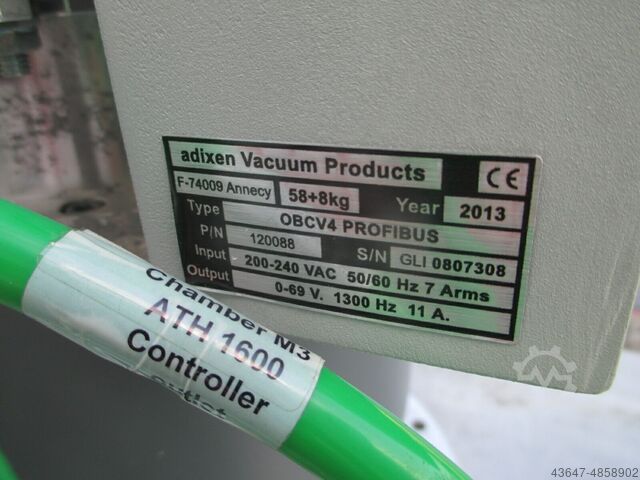 adixen Vacuum Products CE
F-74009 Annecy 58+8kg Year 2013
Type OBCV4 PROFIBUS
P/N 120088 S/N GLI 0807308
Input 200-240 VAC 50/60 Hz 7 Arms
Output 0-69 V. 1300 Hz 11 A.
Chamber M3
ATH 1600
Controller
outlet
43647-4858902